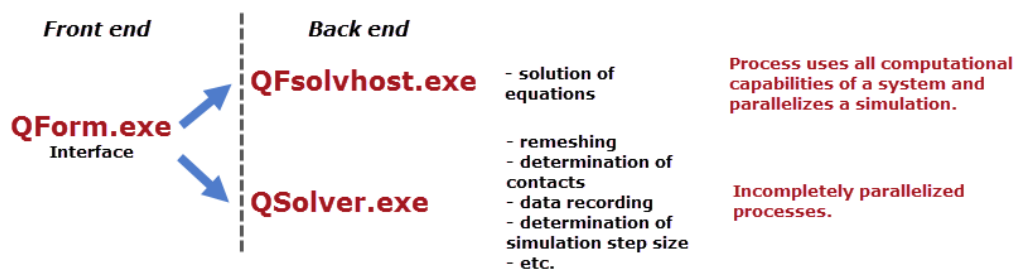 Front end
Back end
QForm.exe
Interface
QFsolvhost.exe
- solution of
equations
Process uses all computational
capabilities of a system and
parallelizes a simulation.
QSolver.exe
- remeshing
- determination of
contacts
- data recording
- determination of
simulation step size
- etc.
Incompletely parallelized
processes.